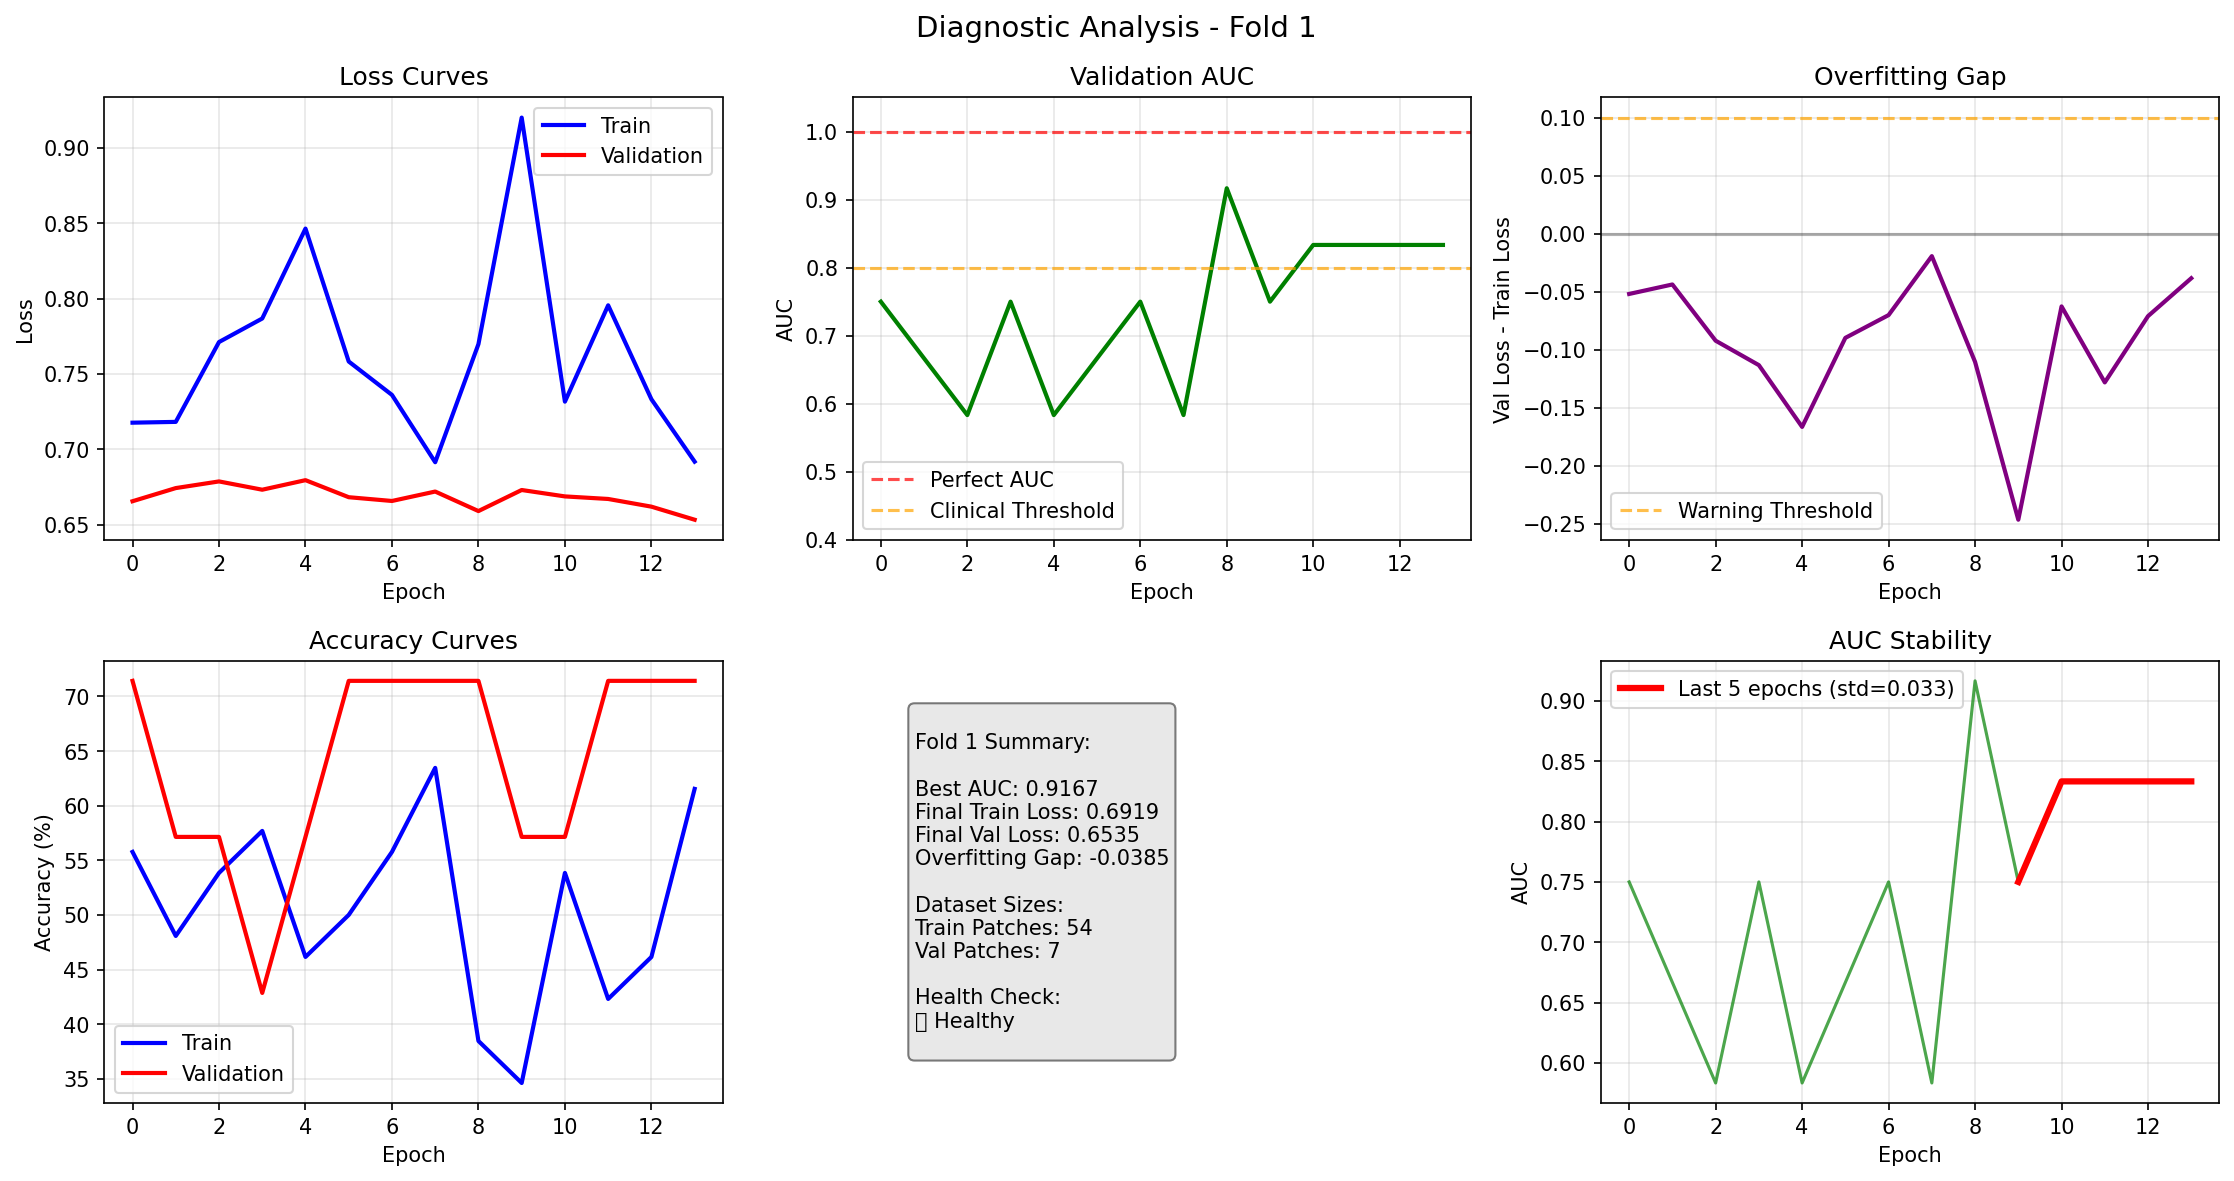 Diagnostic Analysis - Fold 1
Loss Curves
Loss
0.90
0.85
0.80
0.75
0.70
0.65
0 2 4 6 8 10 12
Epoch
Train
Validation
Validation AUC
AUC
1.0
0.9
0.8
0.7
0.6
0.5
0.4
0 2 4 6 8 10 12
Epoch
Perfect AUC
Clinical Threshold
Overfitting Gap
Val Loss - Train Loss
0.10
0.05
0.00
−0.05
−0.10
−0.15
−0.20
−0.25
0 2 4 6 8 10 12
Epoch
Warning Threshold
Accuracy Curves
Accuracy (%)
70
65
60
55
50
45
40
35
0 2 4 6 8 10 12
Epoch
Train
Validation
Fold 1 Summary:
Best AUC: 0.9167
Final Train Loss: 0.6919
Final Val Loss: 0.6535
Overfitting Gap: -0.0385
Dataset Sizes:
Train Patches: 54
Val Patches: 7
Health Check:
Healthy
AUC Stability
AUC
0.90
0.85
0.80
0.75
0.70
0.65
0.60
0 2 4 6 8 10 12
Epoch
Last 5 epochs (std=0.033)